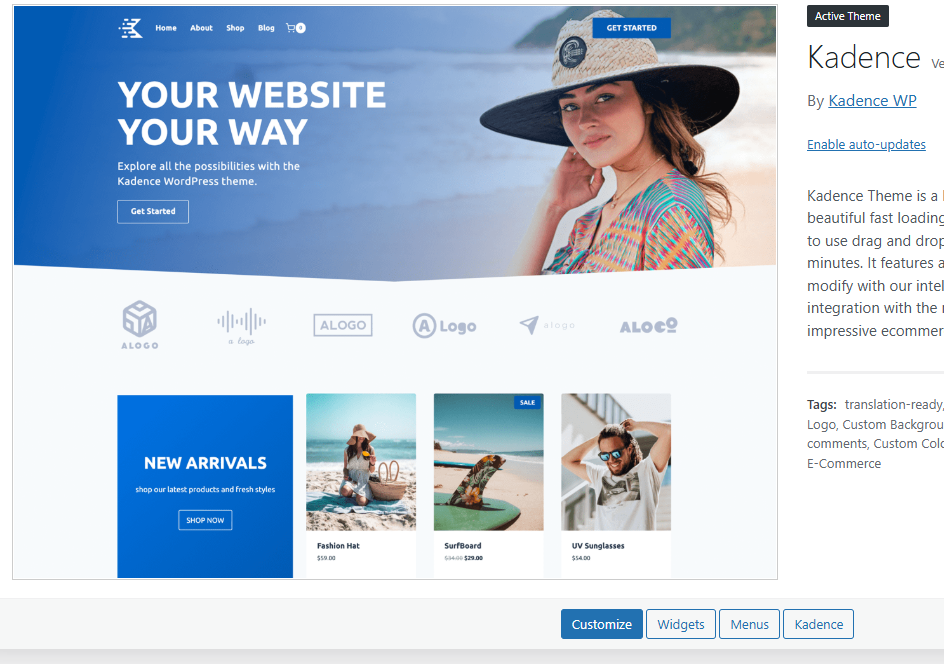 Home About Shop Blog 0 GET STARTED
YOUR WEBSITE
YOUR WAY
Explore all the possibilities with the
Kadence WordPress theme.
Get Started
ALOGO
a logo
ALOGO
A Logo
alogo
ALOCO
NEW ARRIVALS
shop our latest products and fresh styles
SHOP NOW
Fashion Hat
$59.00
SALE
SurfBoard
$34.00 $29.00
UV Sunglasses
$54.00
Active Theme
Kadence Ve
By Kadence WP
Enable auto-updates
Kadence Theme is a
beautiful fast loading
to use drag and drop
minutes. It features a
modify with our intel
integration with the
impressive ecommer
Tags: translation-ready,
Logo, Custom Backgrou
comments, Custom Colo
E-Commerce
Customize Widgets Menus Kadence